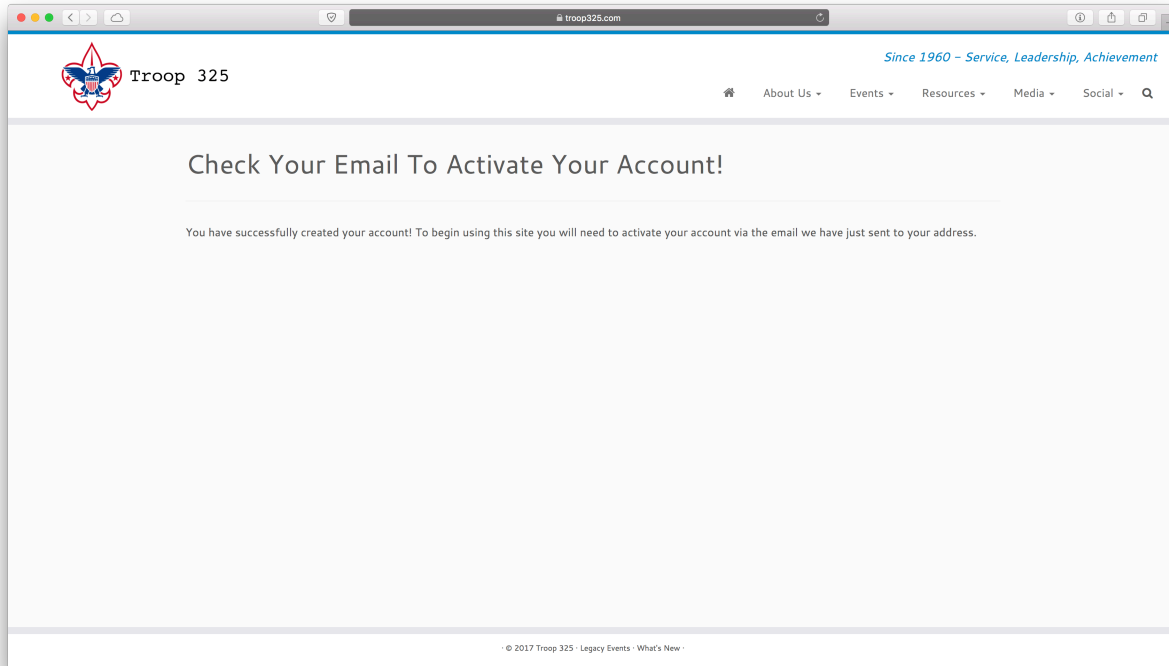 troop325.com
Troop 325
Since 1960 – Service, Leadership, Achievement
About Us Events Resources Media Social
Check Your Email To Activate Your Account!
You have successfully created your account! To begin using this site you will need to activate your account via the email we have just sent to your address.
· © 2017 Troop 325 · Legacy Events · What's New ·